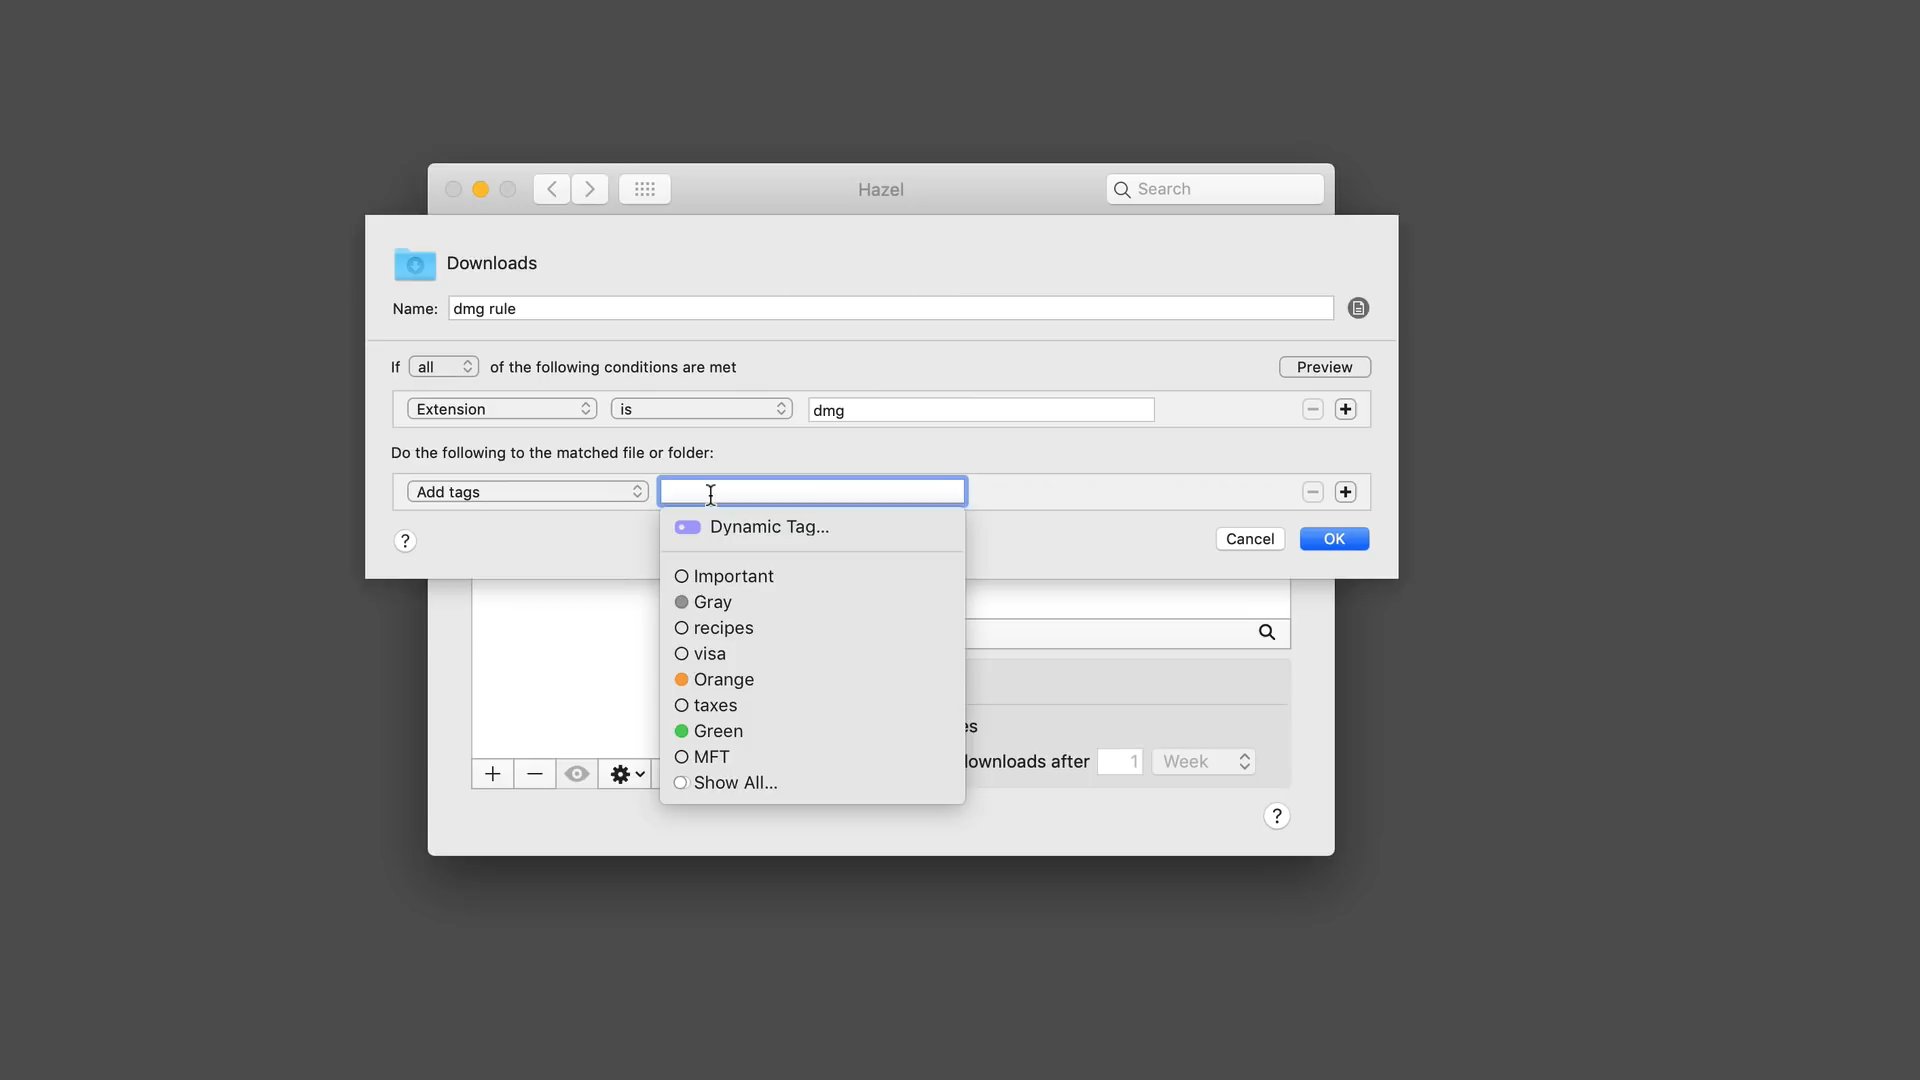 Hazel
Search
Downloads
Name: dmg rule
If all of the following conditions are met
Preview
Extension is dmg
Do the following to the matched file or folder:
Add tags
Dynamic Tag...
? Cancel OK
Important
Gray
recipes
visa
Orange
taxes
Green
es
MFT
downloads after 1 Week
Show All...
?